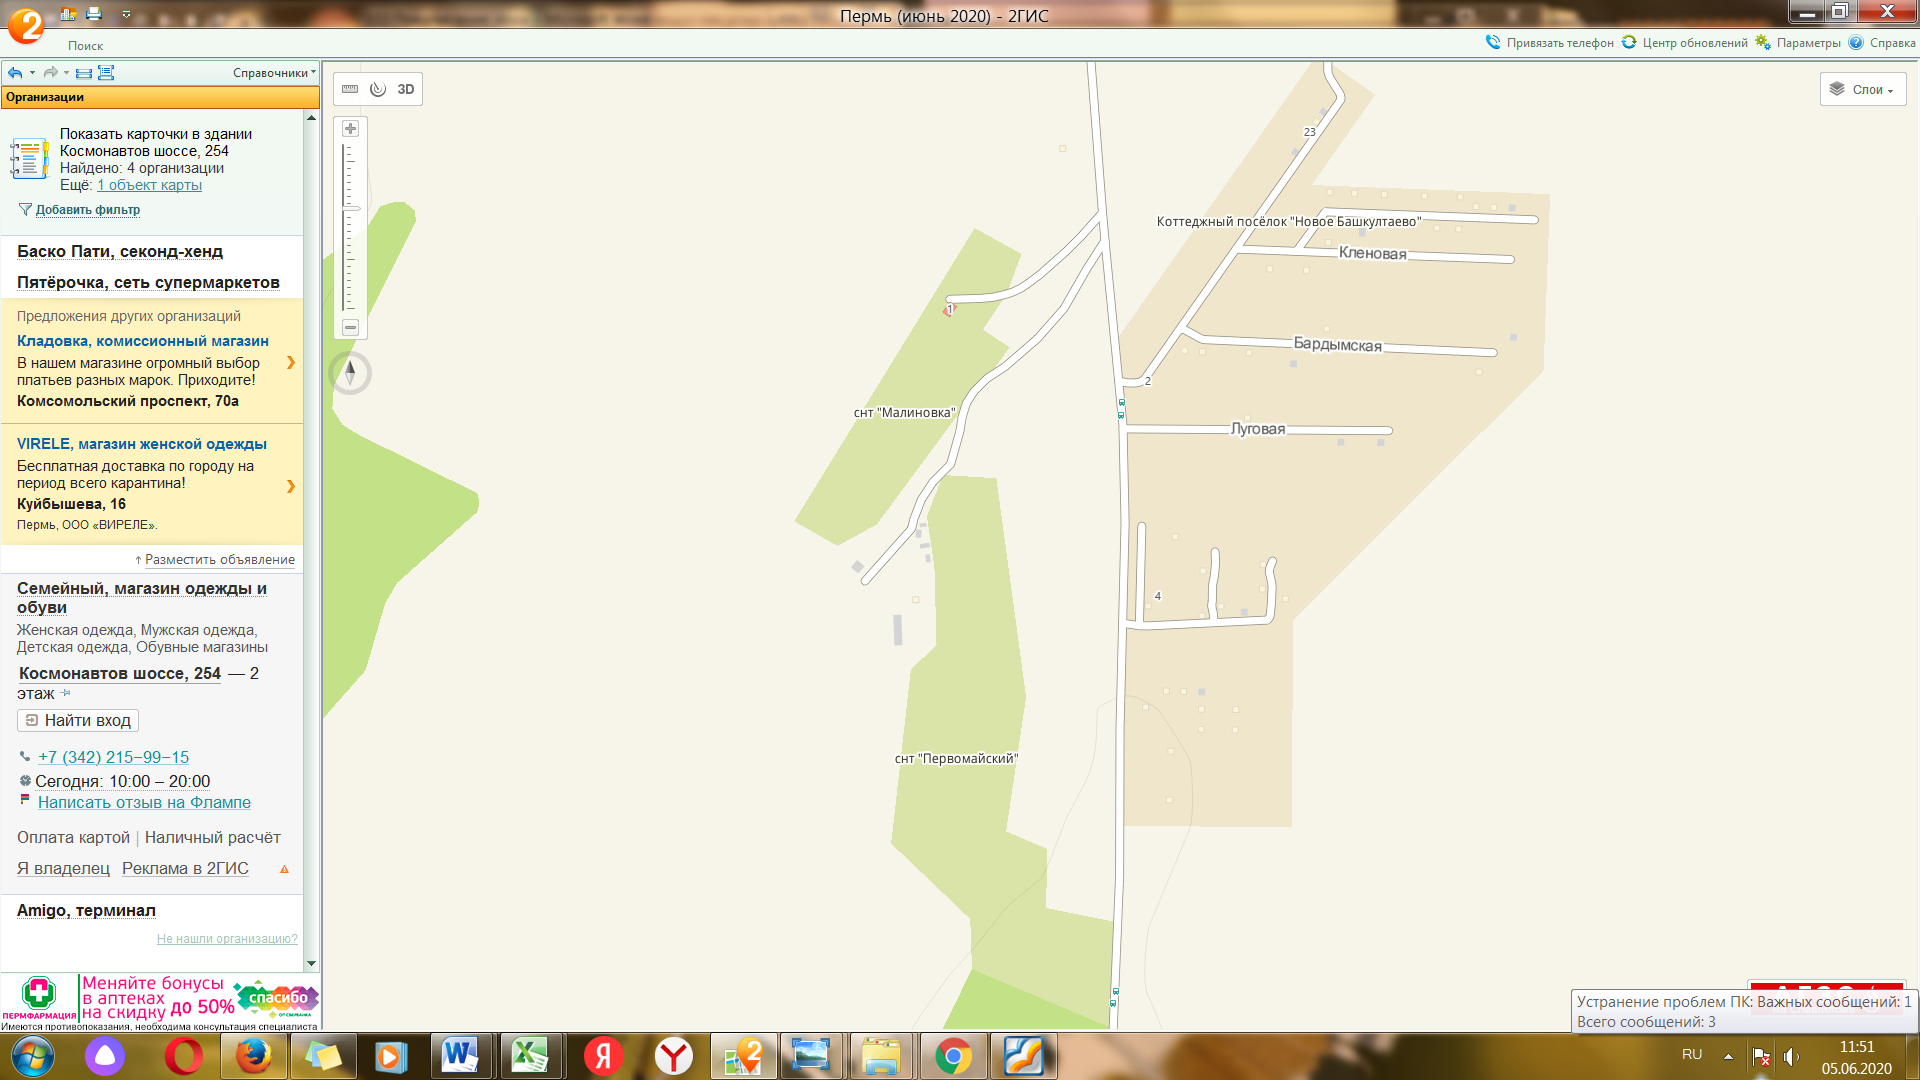 Пермь (июнь 2020) - 2ГИС
Поиск
Привязать телефон
Центр обновлений
Параметры
Справка
Справочники
Организации
Показать карточки в здании
Космонавтов шоссе, 254
Найдено: 4 организации
Ещё: 1 объект карты
Добавить фильтр
Баско Пати, секонд-хенд
Пятёрочка, сеть супермаркетов
Предложения других организаций
Кладовка, комиссионный магазин
В нашем магазине огромный выбор
платьев разных марок. Приходите!
Комсомольский проспект, 70а
VIRELE, магазин женской одежды
Бесплатная доставка по городу на
период всего карантина!
Куйбышева, 16
Пермь, ООО «ВИРЕЛЕ».
↑ Разместить объявление
Семейный, магазин одежды и
обуви
Женская одежда, Мужская одежда,
Детская одежда, Обувные магазины
Космонавтов шоссе, 254 — 2
этаж
Найти вход
+7 (342) 215-99-15
Сегодня: 10:00 – 20:00
Написать отзыв на Флампе
Оплата картой | Наличный расчёт
Я владелец Реклама в 2ГИС
Amigo, терминал
Не нашли организацию?
ПЕРМФАРМАЦИЯ
Меняйте бонусы
в аптеках
на скидку до 50%
спасибо
Имеются противопоказания, необходима консультация специалиста
3D
Слои
23
Коттеджный посёлок "Новое Башкултаево"
Кленовая
1
Бардымская
2
снт "Малиновка"
Луговая
4
снт "Первомайский"
Устранение проблем ПК: Важных сообщений: 1
Всего сообщений: 3
RU
11:51
05.06.2020